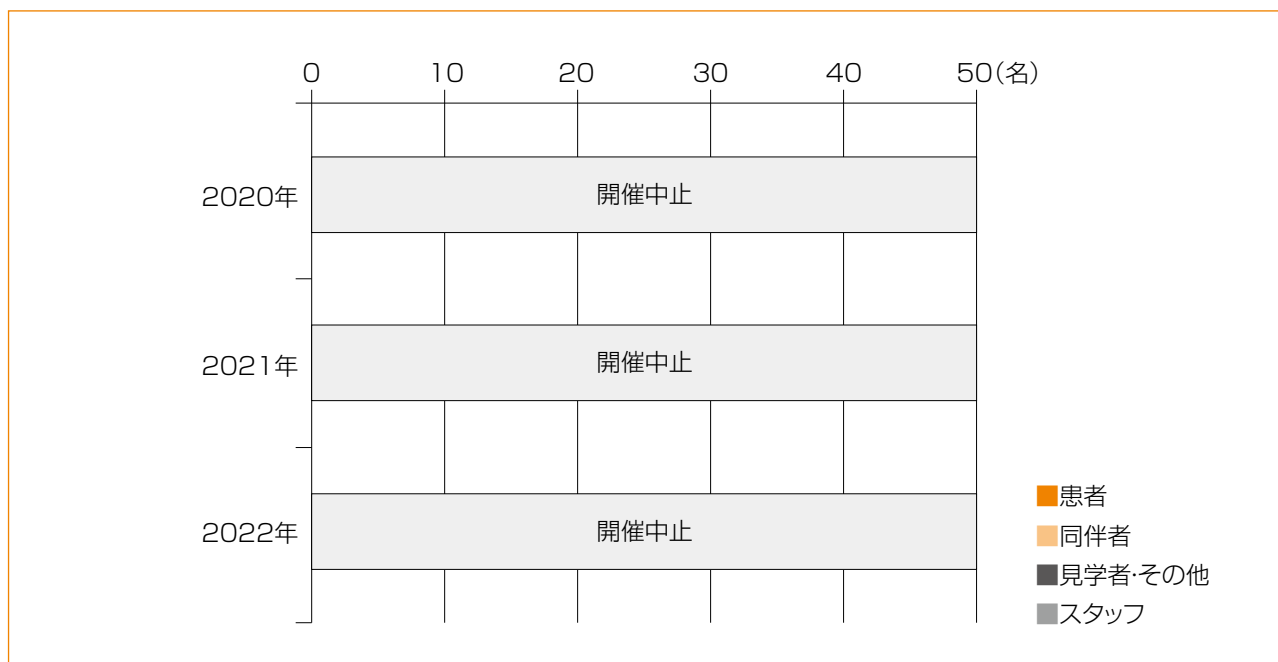 0 10 20 30 40 50(名)
2020年 開催中止
2021年 開催中止
2022年 開催中止
患者
同伴者
見学者・その他
スタッフ